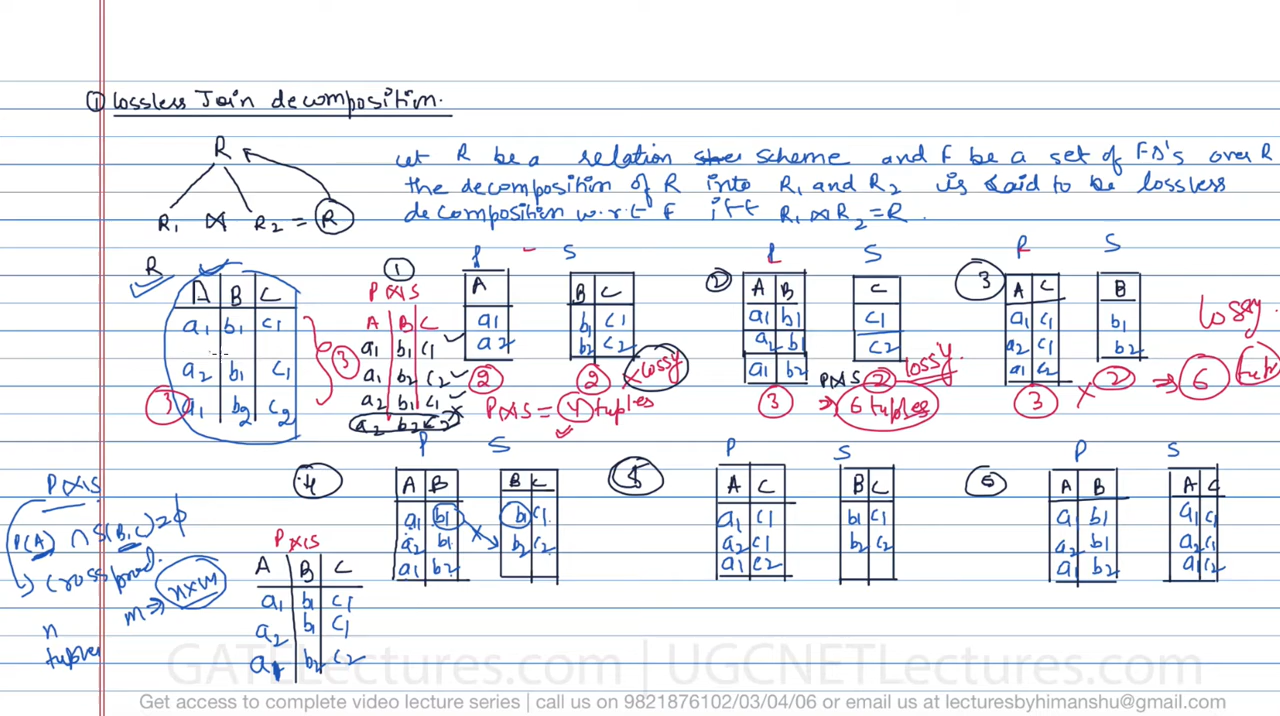 ① Lossless Join decomposition.
R
R₁ ⋈ R₂ = R
Let R be a relation scheme and F be a set of FD's over R
the decomposition of R into R₁ and R₂ is said to be lossless
decomposition w.r.t F iff R₁ ⋈ R₂ = R.
R
A B C
a₁ b₁ c₁
a₂ b₁ c₁
a₁ b₂ c₂
③
①
P⋈S
A B C
a₁ b₁ c₁ ✓
a₁ b₂ c₂ ✓
a₂ b₁ c₁ ✓
a₂ b₂ c₂ ×
③
P S
A
a₁
a₂
②
B C
b₁ c₁
b₂ c₂
② × lossy
P⋈S = 4 tuples
②
S
A B
a₁ b₁
a₂ b₁
a₁ b₂
③
C
c₁
c₂
P⋈S ② lossy
⇒ 6 tuples
③
R S
A C
a₁ c₁
a₂ c₁
a₁ c₂
③ ×
B
b₁
b₂
② ⇒ 6
lossy.
④
P S
A B
a₁ b₁
a₂ b₁
a₁ b₂
B C
b₁ c₁
b₂ c₂
P⋈S
P(A) ∩ S(B,C) = φ
↳ cross prod.
m ⇒ n×m
n
tuples
P⋈S
A B C
a₁ b₁ c₁
a₂ b₁ c₁
a₁ b₂ c₂
⑤
P S
A C
a₁ c₁
a₂ c₁
a₁ c₂
B C
b₁ c₁
b₂ c₂
⑥
P S
A B
a₁ b₁
a₂ b₁
a₁ b₂
A C
a₁ c₁
a₂ c₁
a₁ c₂
GATELectures.com | UGCNETLectures.com
Get access to complete video lecture series | call us on 9821876102/03/04/06 or email us at lecturesbyhimanshu@gmail.com